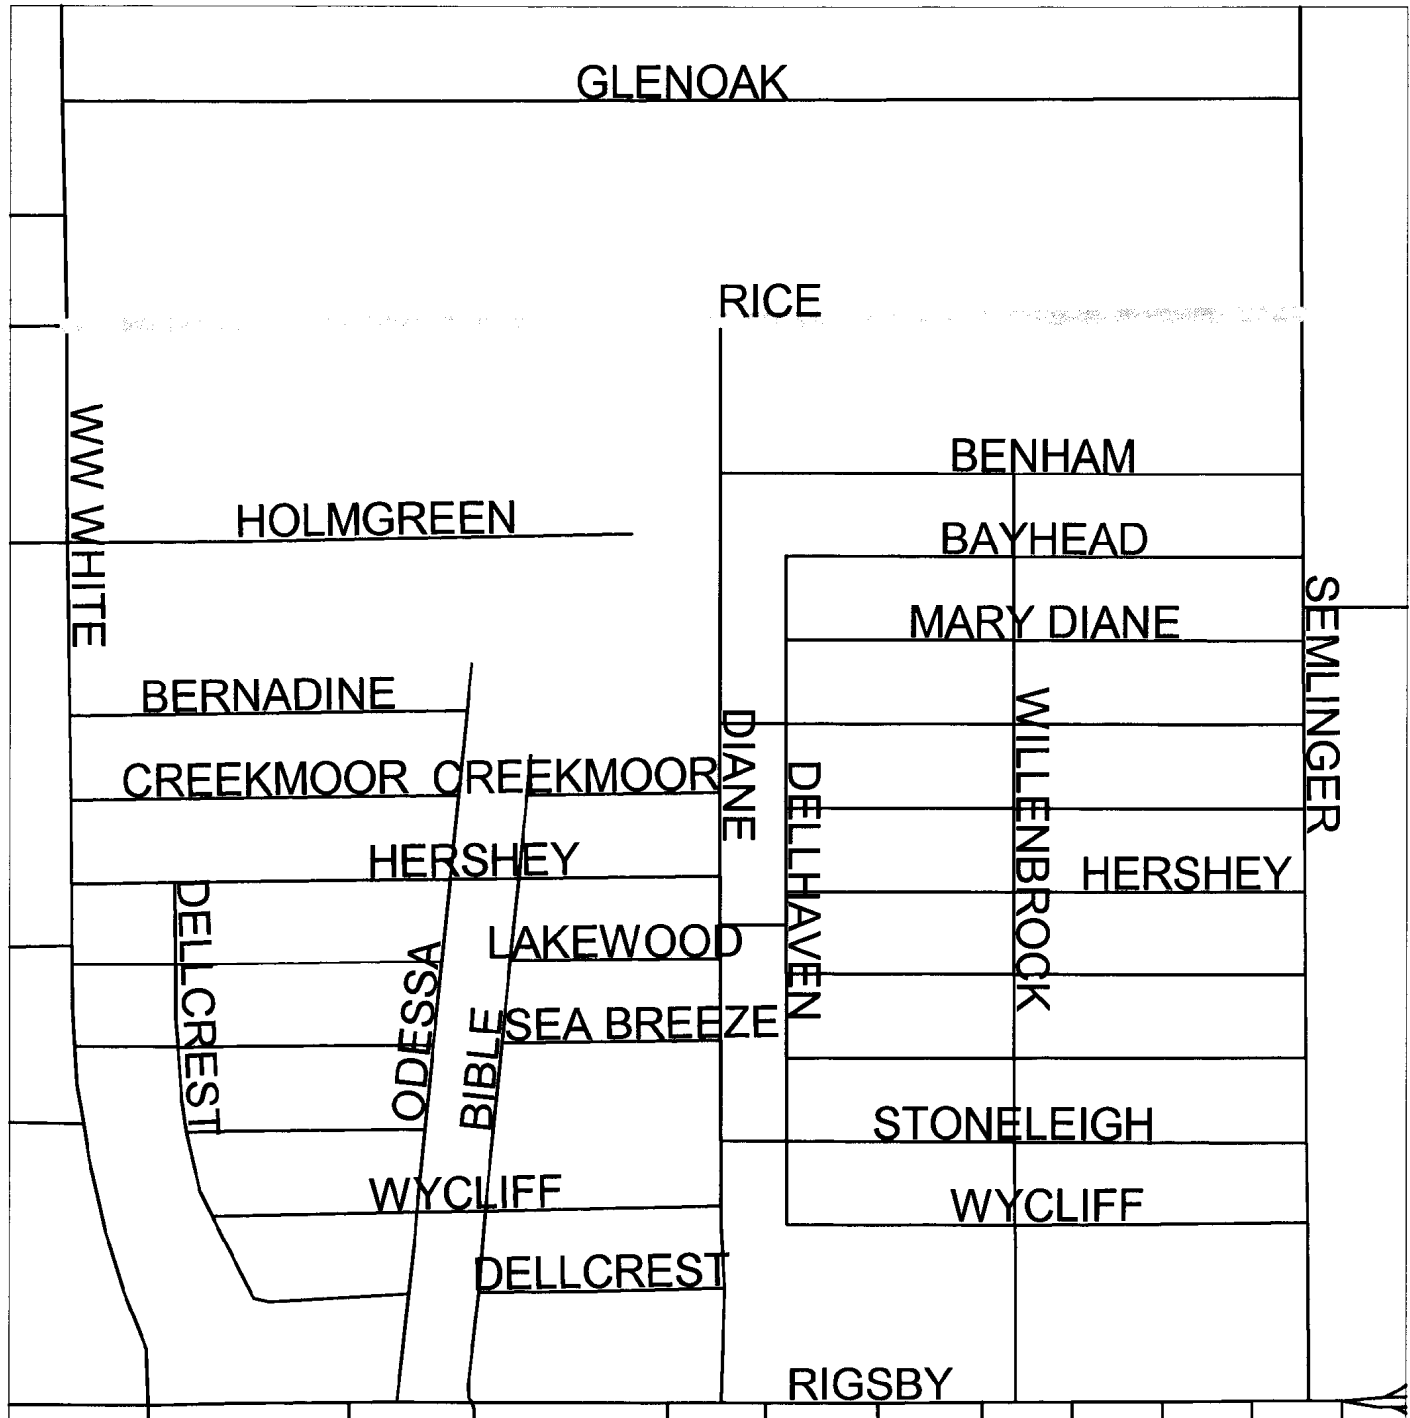 GLENOAK
RICE
WW WHITE
BENHAM
HOLMGREEN
BAYHEAD
SEMLINGER
MARY DIANE
BERNADINE
WILLENBROCK
DIANE
CREEKMOOR CREEKMOOR
DELLHAVEN
HERSHEY
HERSHEY
DELLCREST
LAKEWOOD
ODESSA
SEA BREEZE
BIBLE
STONELEIGH
WYCLIFF
WYCLIFF
DELLCREST
RIGSBY